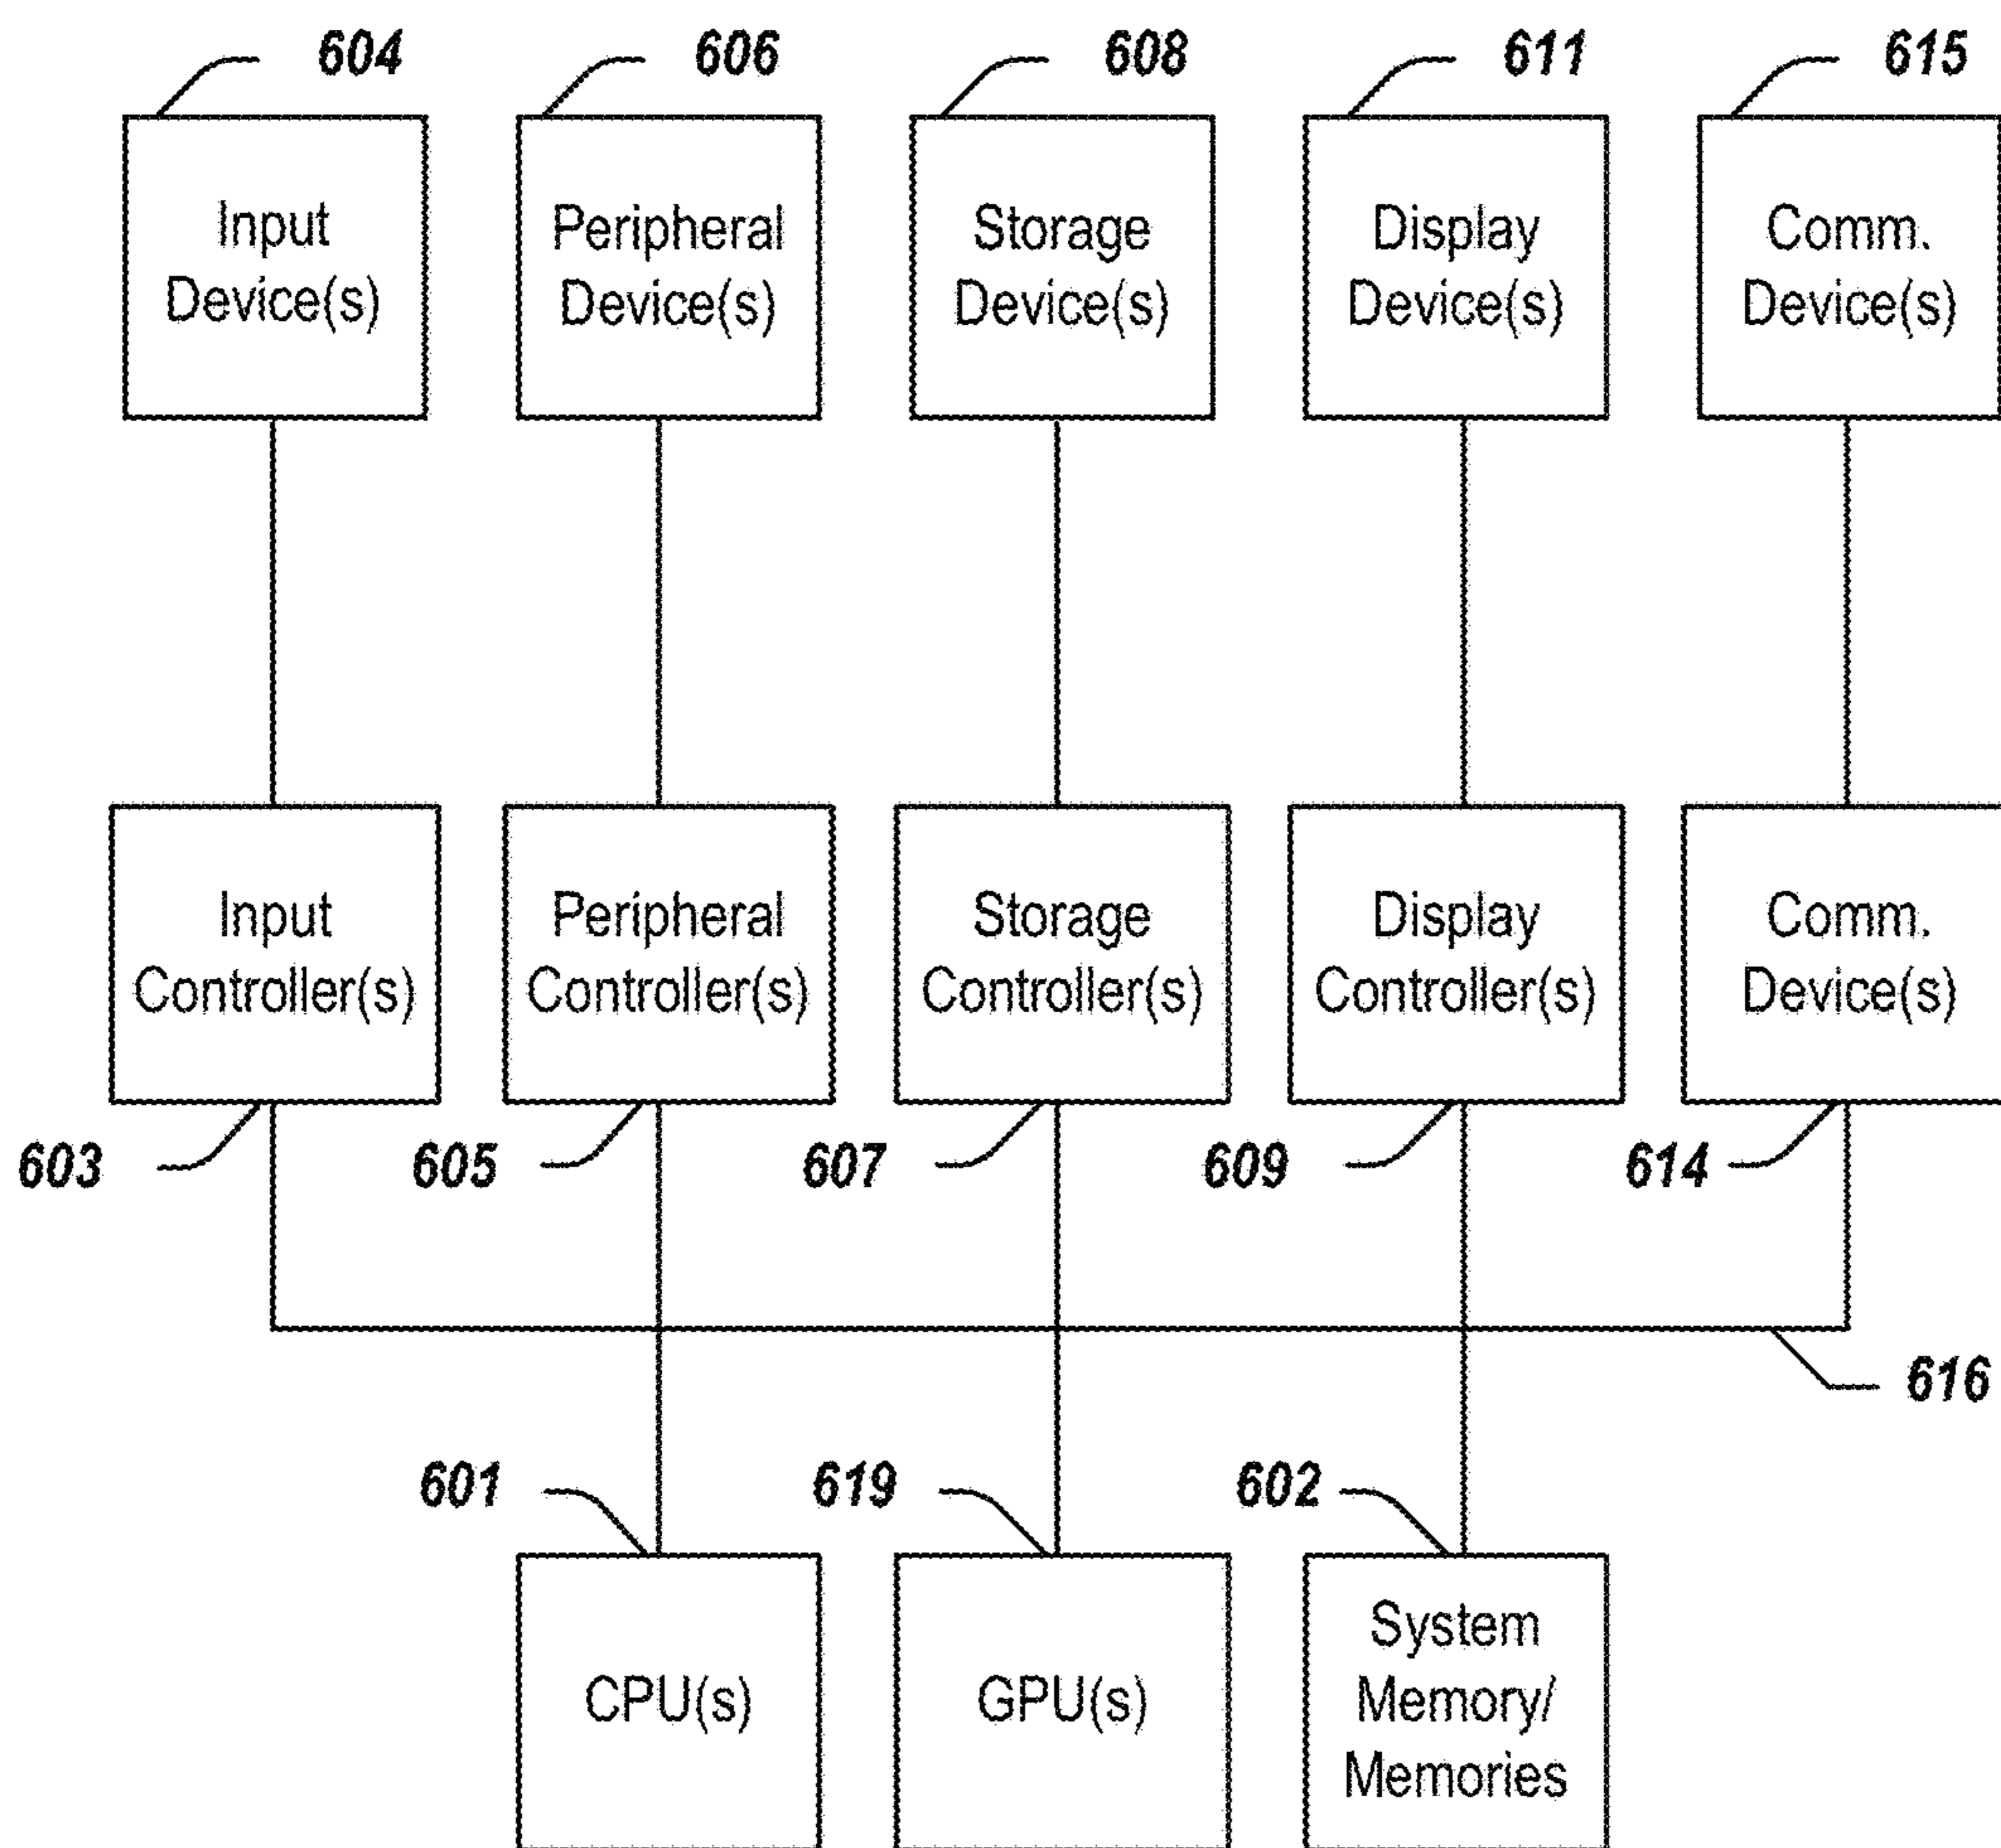 604 606 608 611 615
Input Peripheral Storage Display Comm.
Device(s) Device(s) Device(s) Device(s) Device(s)
Input Peripheral Storage Display Comm.
Controller(s) Controller(s) Controller(s) Controller(s) Device(s)
603 605 607 609 614
616
601 619 602
System
CPU(s) GPU(s) Memory/
Memories